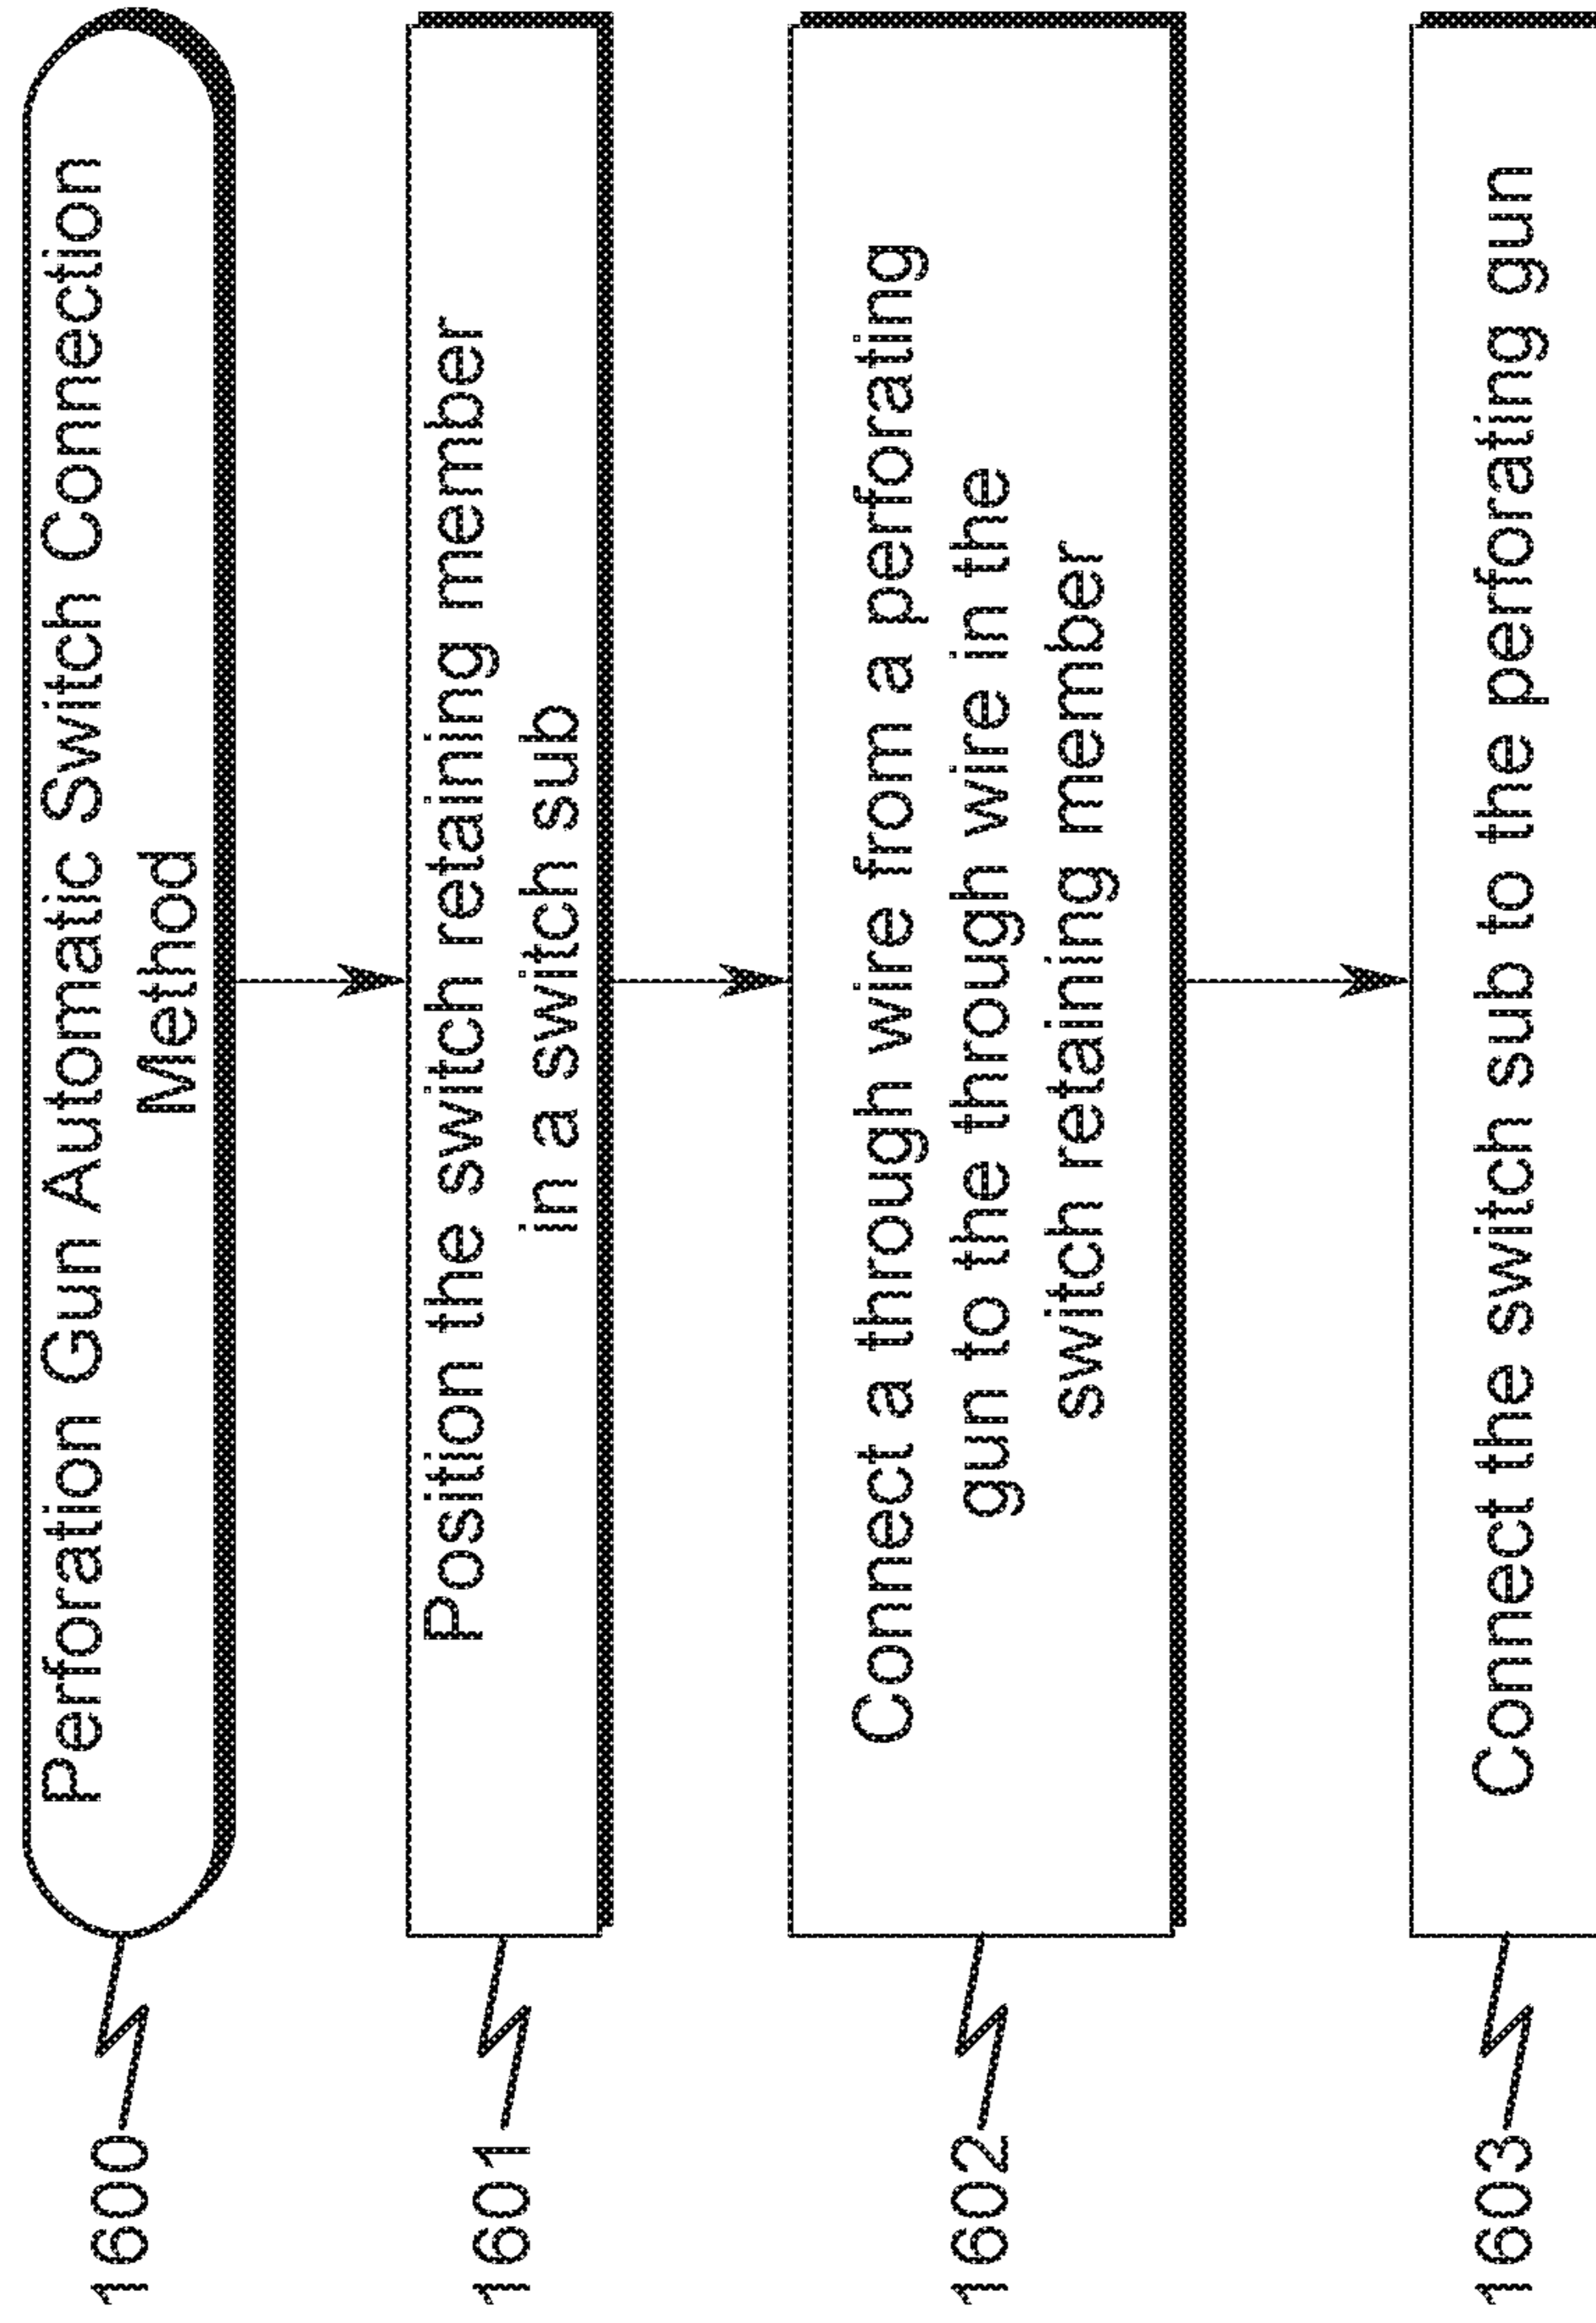 1600
Perforation Gun Automatic Switch Connection
Method
1601
Position the switch retaining member
in a switch sub
1602
Connect a through wire from a perforating
gun to the through wire in the
switch retaining member
1603
Connect the switch sub to the perforating gun